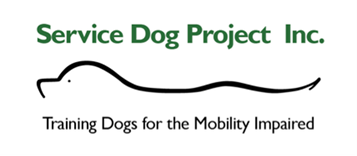 Service Dog Project Inc.
Training Dogs for the Mobility Impaired